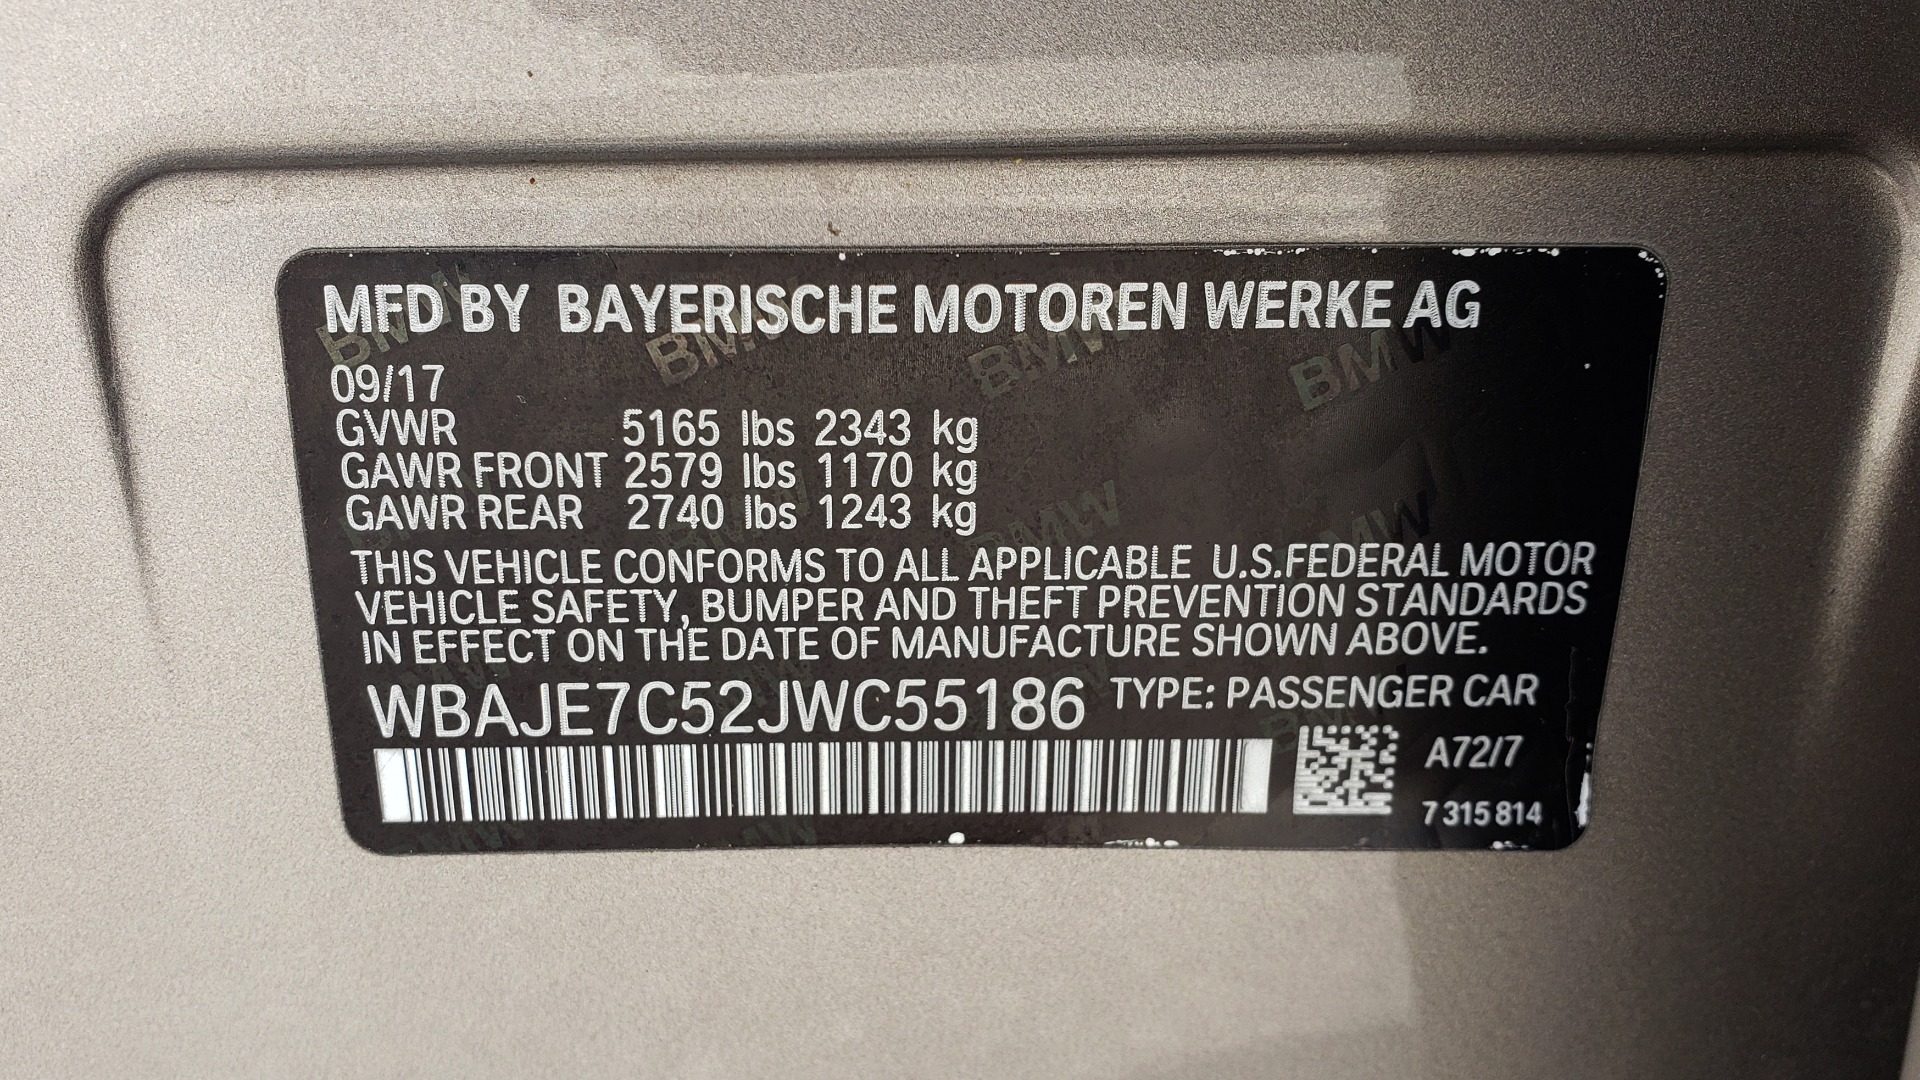 MFD BY BAYERISCHE MOTOREN WERKE AG
09/17
GVWR 5165 lbs 2343 kg
GAWR FRONT 2579 lbs 1170 kg
GAWR REAR 2740 lbs 1243 kg
THIS VEHICLE CONFORMS TO ALL APPLICABLE U.S.FEDERAL MOTOR
VEHICLE SAFETY, BUMPER AND THEFT PREVENTION STANDARDS
IN EFFECT ON THE DATE OF MANUFACTURE SHOWN ABOVE.
WBAJE7C52JWC55186 TYPE: PASSENGER CAR
A72/7
7 315 814